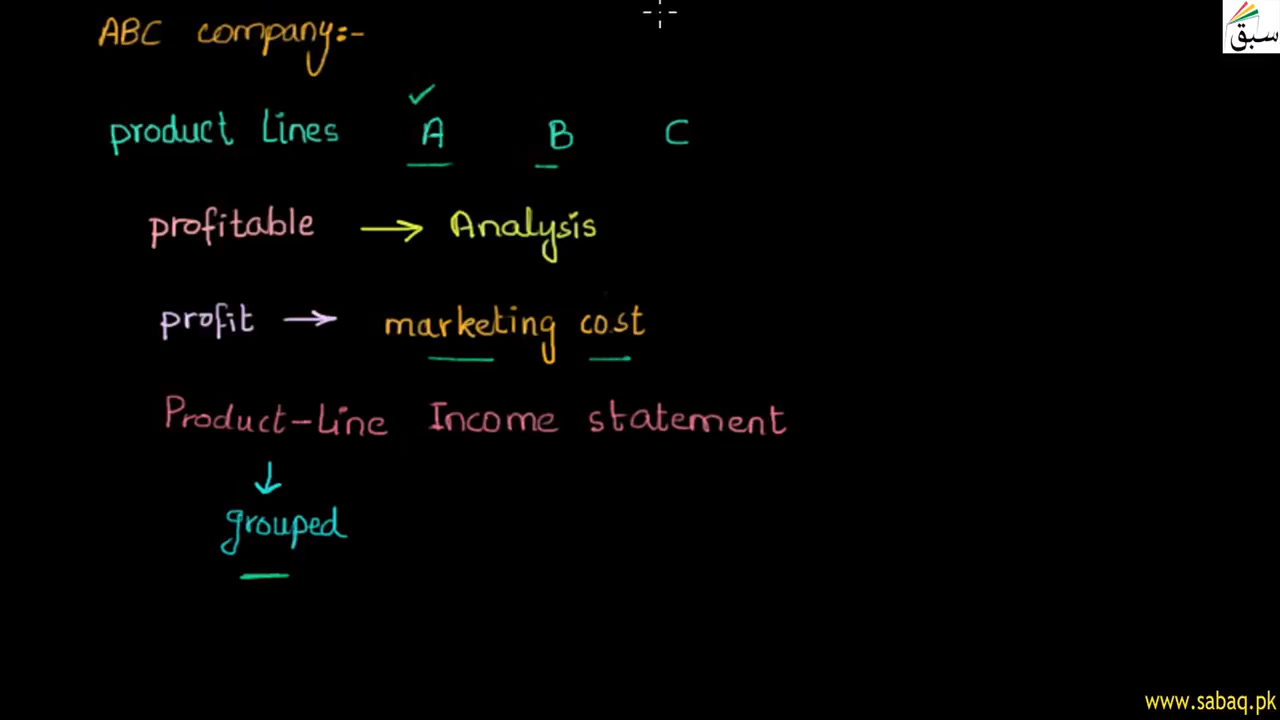 ABC company:-
سبق
product Lines A B C
profitable → Analysis
profit → marketing cost
Product-Line Income statement
↓
grouped
www.sabaq.pk